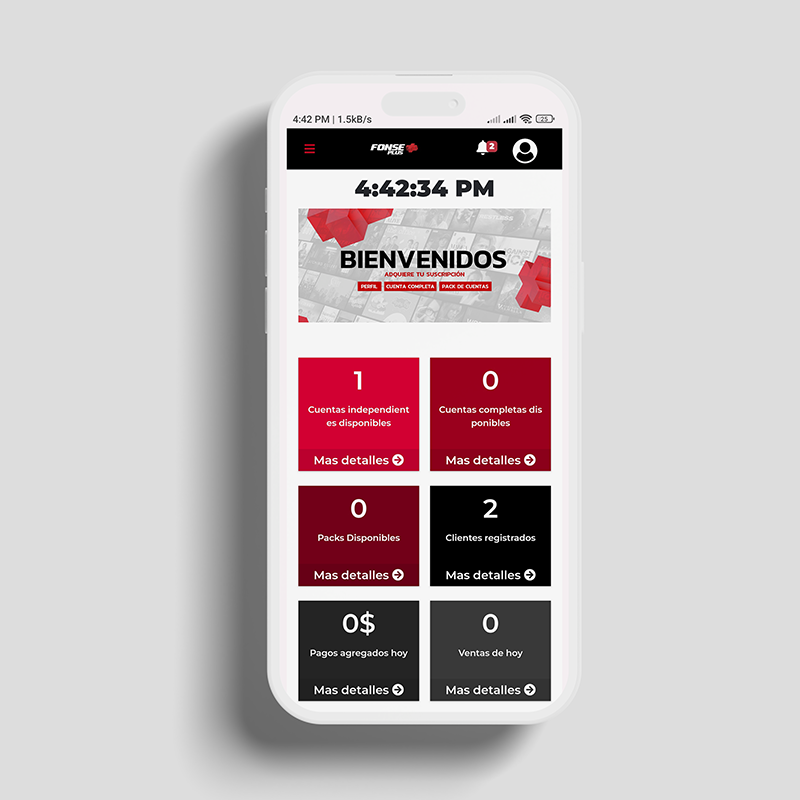 4:42 PM | 1.5kB/s
25
FONSE
PLUS
2
4:42:34 PM
BIENVENIDOS
ADQUIERE TU SUSCRIPCIÓN
PERFIL CUENTA COMPLETA PACK DE CUENTAS
1
Cuentas independient
es disponibles
Mas detalles
0
Cuentas completas dis
ponibles
Mas detalles
0
Packs Disponibles
Mas detalles
2
Clientes registrados
Mas detalles
0$
Pagos agregados hoy
Mas detalles
0
Ventas de hoy
Mas detalles